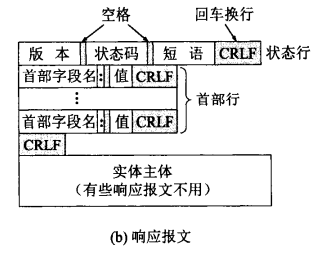 空格 回车换行
版 本 状态码 短 语 CRLF 状态行
首部字段名 : 值 CRLF
⋮ 首部行
首部字段名 : 值 CRLF
CRLF
实体主体
(有些响应报文不用)
(b) 响应报文